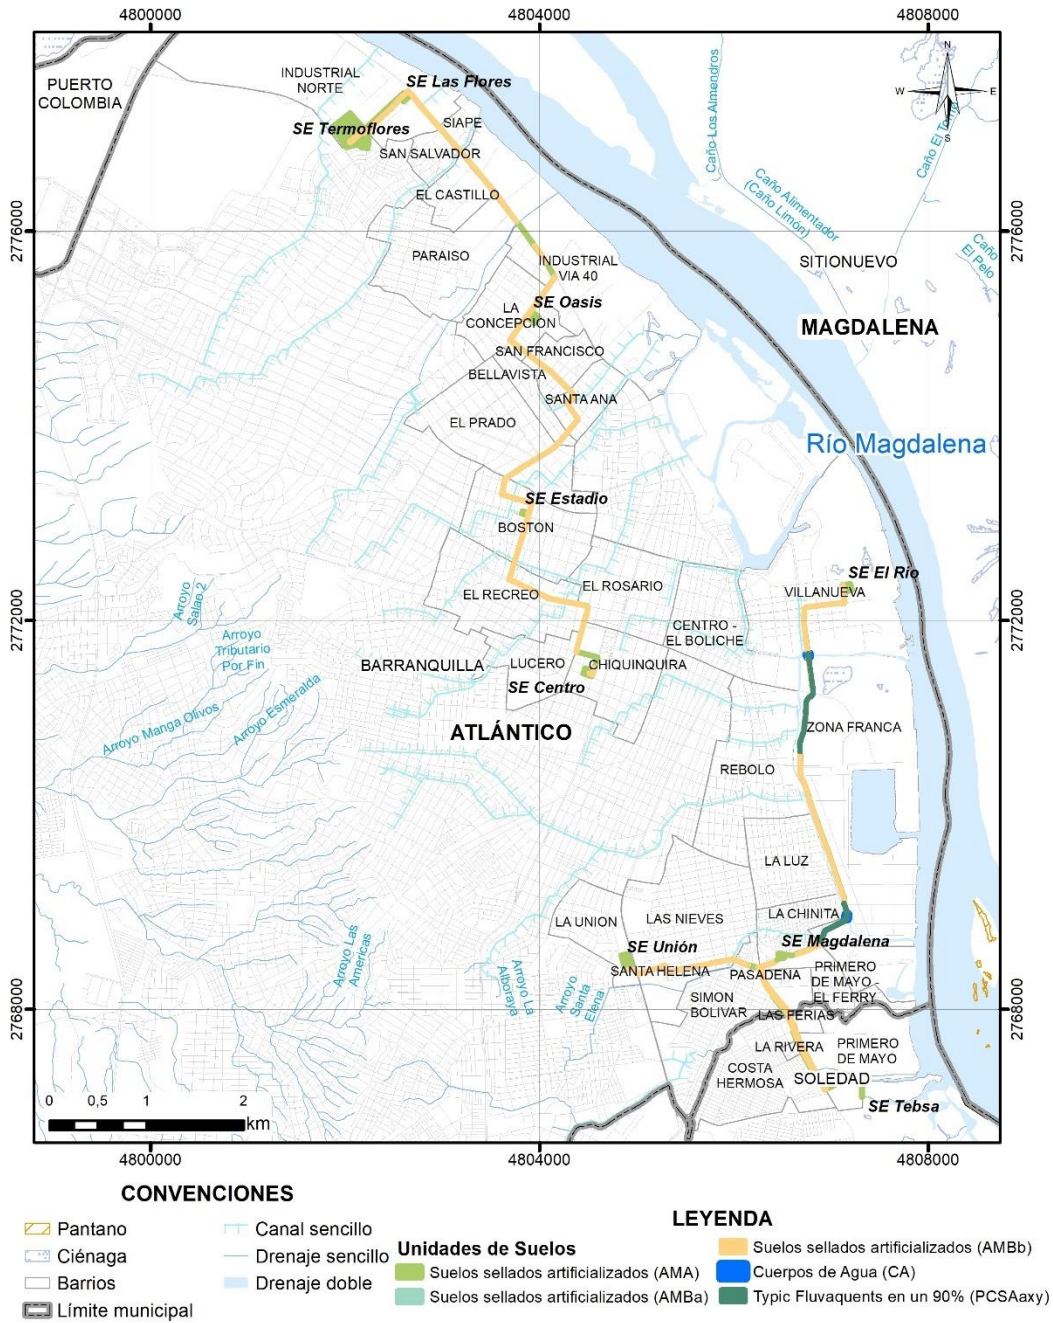 4800000
4804000
4808000
PUERTO
COLOMBIA
INDUSTRIAL
NORTE
SE Las Flores
SIAPE
SE Termoflores
SAN SALVADOR
EL CASTILLO
PARAISO
INDUSTRIAL
VIA 40
SE Oasis
LA
CONCEPCIÓN
SAN FRANCISCO
BELLAVISTA
SANTA ANA
EL PRADO
SE Estadio
BOSTON
EL RECREO
EL ROSARIO
CENTRO -
EL BOLICHE
BARRANQUILLA
LUCERO
CHIQUINQUIRA
SE Centro
ATLÁNTICO
N
W
E
S
Caño Los Almendros
Caño Alimentador
(Caño Limón)
Caño
El Pelo
SITIONUEVO
MAGDALENA
Río Magdalena
SE El Río
VILLANUEVA
ZONA FRANCA
REBOLO
LA LUZ
LA CHINITA
LA UNION
LAS NIEVES
SE Unión
SE Magdalena
SANTA HELENA
PASADENA
PRIMERO
DE MAYO -
EL FERRY
SIMON
BOLIVAR
LAS FERIAS
LA RIVERA
PRIMERO
DE MAYO
COSTA
HERMOSA
SOLEDAD
SE Tebsa
Arroyo
Salao 2
Arroyo
Tributario
Por Fin
Arroyo Manga Olivos
Arroyo Esmeralda
Arroyo Las
Americas
Arroyo La
Alboraya
Arroyo
Santa
Elena
2776000
2776000
2772000
2772000
2768000
2768000
0 0,5 1 2
km
4800000
4804000
4808000
CONVENCIONES
Pantano
Ciénaga
Barrios
Límite municipal
Canal sencillo
Drenaje sencillo
Drenaje doble
LEYENDA
Unidades de Suelos
Suelos sellados artificializados (AMA)
Suelos sellados artificializados (AMBa)
Suelos sellados artificializados (AMBb)
Cuerpos de Agua (CA)
Typic Fluvaquents en un 90% (PCSAaxy)